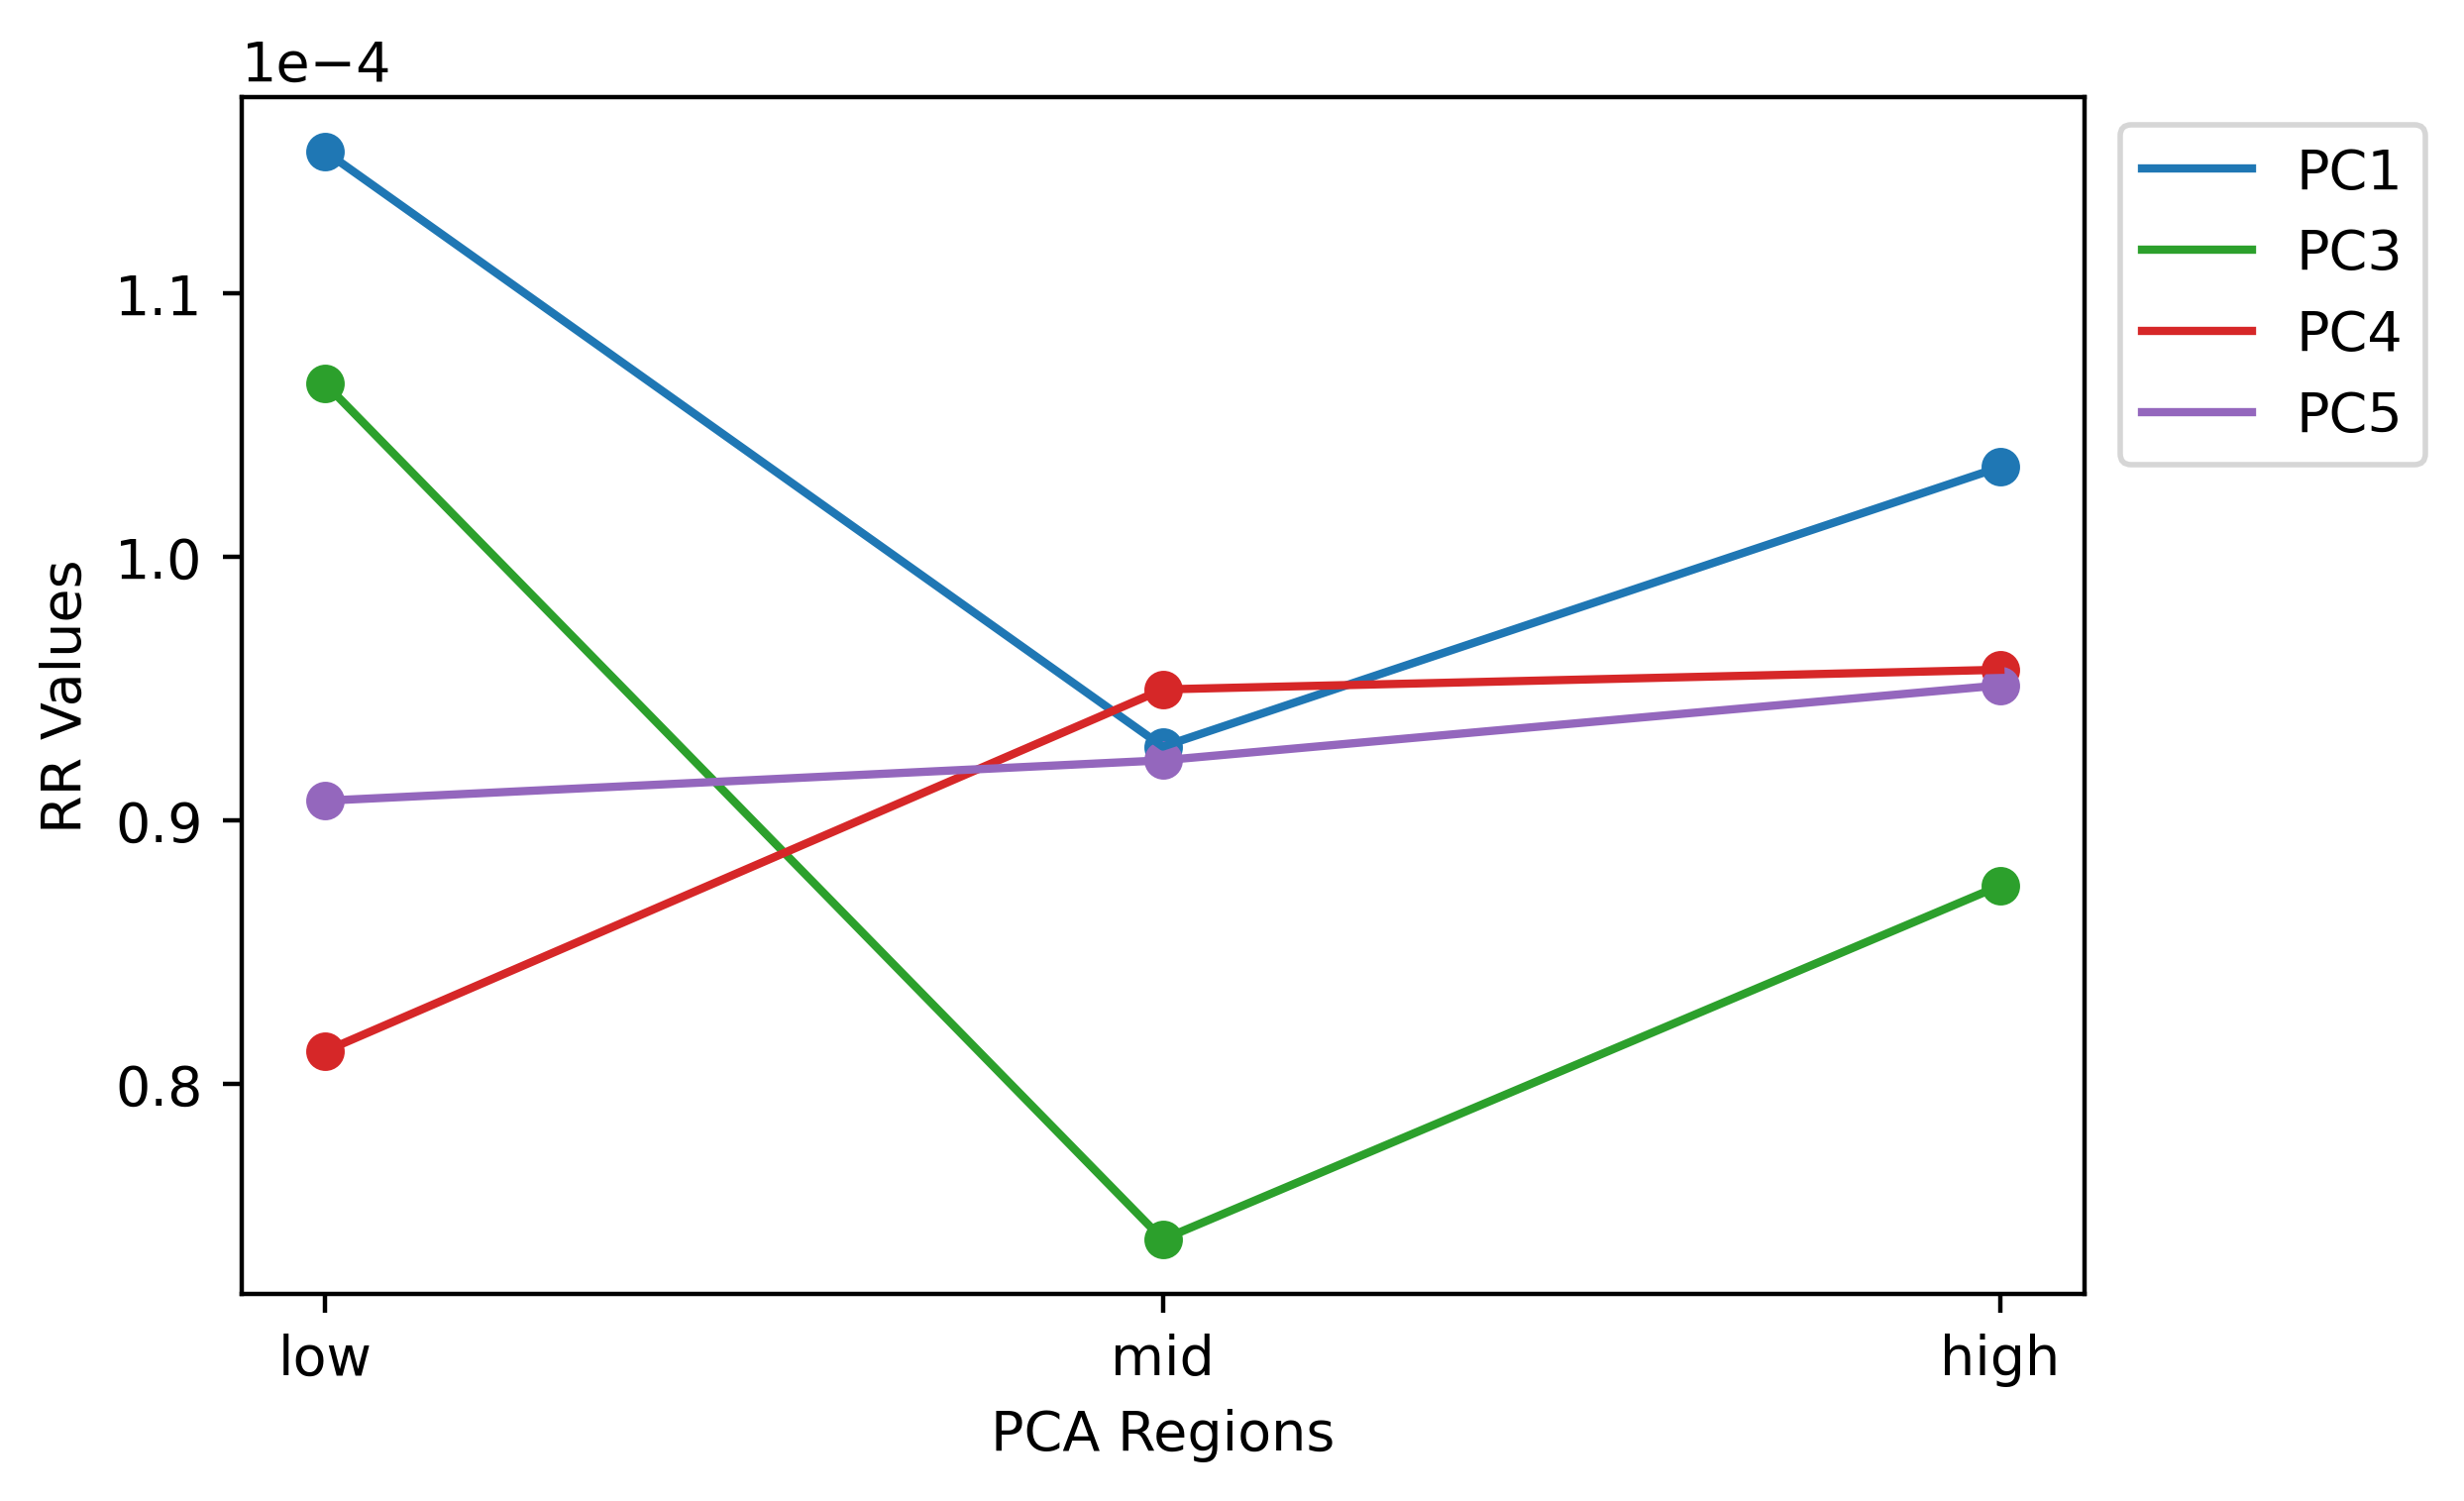 1e−4
1.1
1.0
0.9
0.8
RR Values
low
mid
high
PCA Regions
PC1
PC3
PC4
PC5